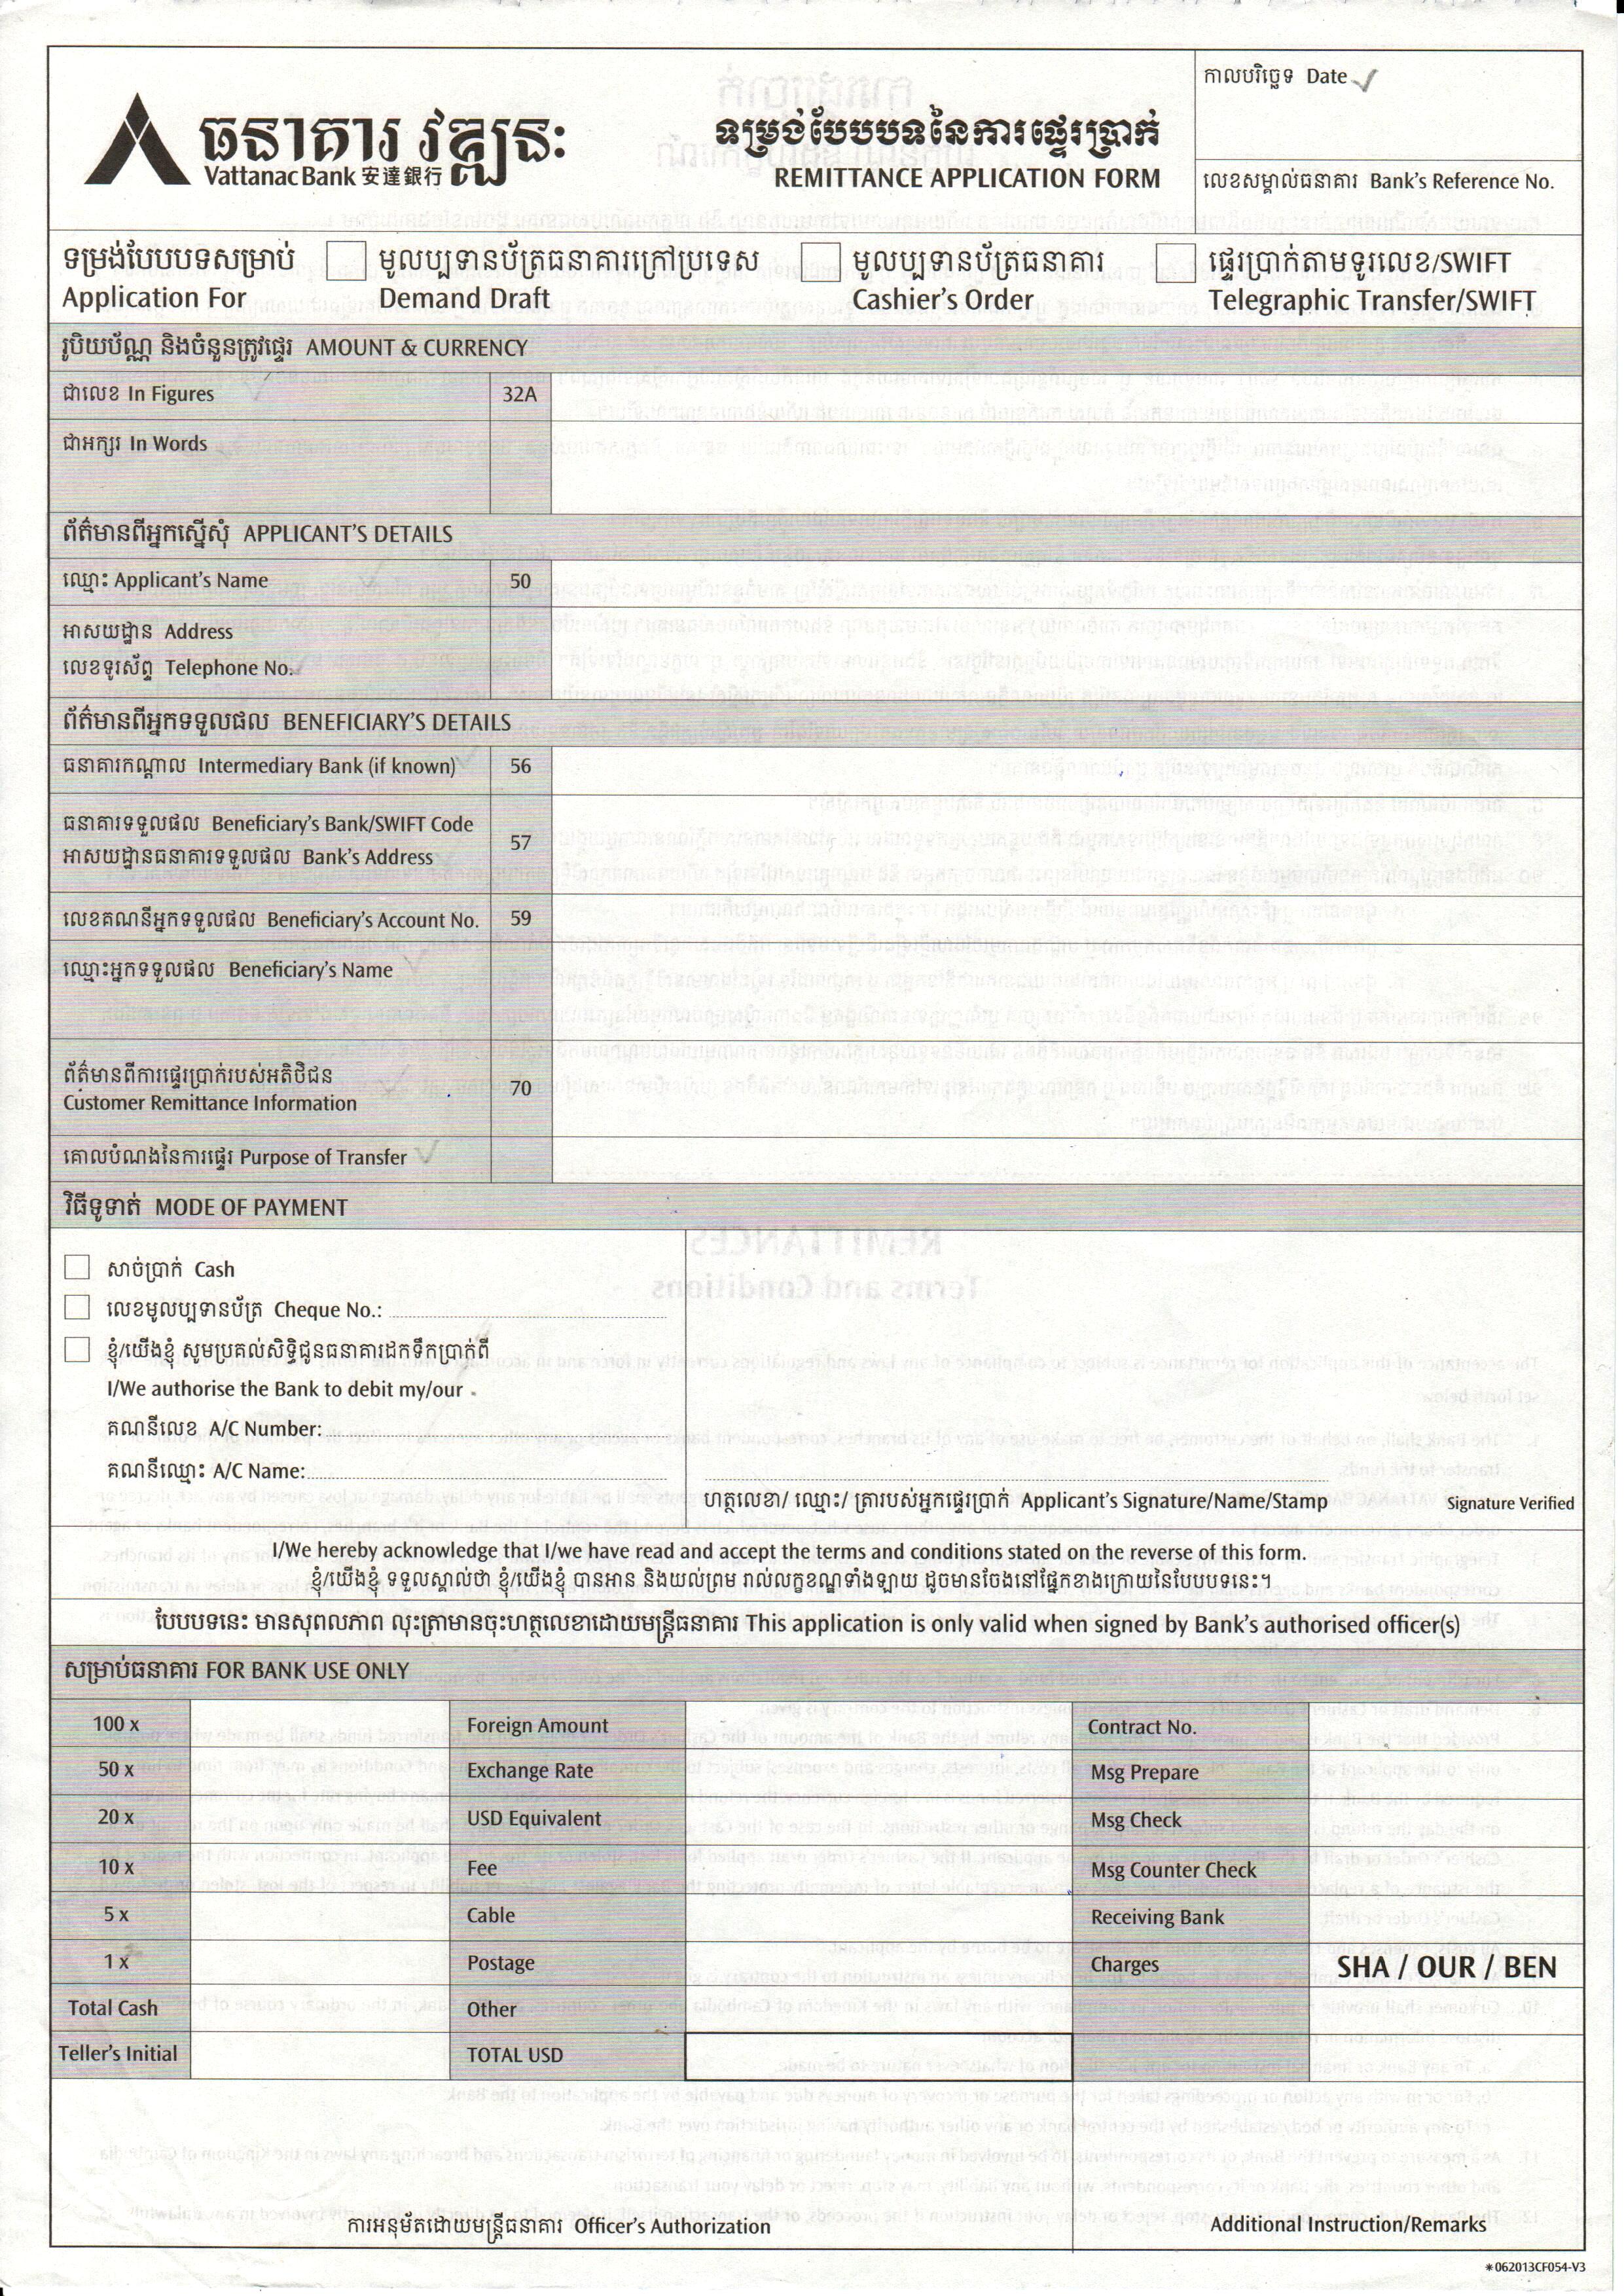 កាលបរិច្ឆេទ Date
ធនាគារ វឌ្ឍនៈ
Vattanac Bank 安達銀行
ទម្រង់បែបបទនៃការផ្ទេរប្រាក់
REMITTANCE APPLICATION FORM
លេខសម្គាល់ធនាគារ Bank's Reference No.
ទម្រង់បែបបទសម្រាប់ មូលប្បទានប័ត្រធនាគារក្រៅប្រទេស មូលប្បទានប័ត្រធនាគារ ផ្ទេរប្រាក់តាមទូរលេខ/SWIFT
Application For Demand Draft Cashier's Order Telegraphic Transfer/SWIFT
រូបិយប័ណ្ណ និងចំនួនត្រូវផ្ទេរ AMOUNT & CURRENCY
ជាលេខ In Figures 32A
ជាអក្សរ In Words
ព័ត៌មានពីអ្នកស្នើសុំ APPLICANT'S DETAILS
ឈ្មោះ Applicant's Name 50
អាសយដ្ឋាន Address
លេខទូរស័ព្ទ Telephone No.
ព័ត៌មានពីអ្នកទទួលផល BENEFICIARY'S DETAILS
ធនាគារកណ្តាល Intermediary Bank (if known) 56
ធនាគារទទួលផល Beneficiary's Bank/SWIFT Code
អាសយដ្ឋានធនាគារទទួលផល Bank's Address
57
លេខគណនីអ្នកទទួលផល Beneficiary's Account No. 59
ឈ្មោះអ្នកទទួលផល Beneficiary's Name
ព័ត៌មានពីការផ្ទេរប្រាក់របស់អតិថិជន
Customer Remittance Information
70
គោលបំណងនៃការផ្ទេរ Purpose of Transfer
វិធីទូទាត់ MODE OF PAYMENT
សាច់ប្រាក់ Cash
លេខមូលប្បទានប័ត្រ Cheque No.:
ខ្ញុំ/យើងខ្ញុំ សូមប្រគល់សិទ្ធិជូនធនាគារដកទឹកប្រាក់ពី
I/We authorise the Bank to debit my/our
គណនីលេខ A/C Number:
គណនីឈ្មោះ A/C Name:
ហត្ថលេខា/ ឈ្មោះ/ ត្រារបស់អ្នកផ្ទេរប្រាក់ Applicant's Signature/Name/Stamp Signature Verified
I/We hereby acknowledge that I/we have read and accept the terms and conditions stated on the reverse of this form.
ខ្ញុំ/យើងខ្ញុំ ទទួលស្គាល់ថា ខ្ញុំ/យើងខ្ញុំ បានអាន និងយល់ព្រម រាល់លក្ខខណ្ឌទាំងឡាយ ដូចមានចែងនៅផ្នែកខាងក្រោយនៃបែបបទនេះ។
បែបបទនេះ មានសុពលភាព លុះត្រាមានចុះហត្ថលេខាដោយមន្ត្រីធនាគារ This application is only valid when signed by Bank's authorised officer(s)
សម្រាប់ធនាគារ FOR BANK USE ONLY
100 x Foreign Amount Contract No.
50 x Exchange Rate Msg Prepare
20 x USD Equivalent Msg Check
10 x Fee Msg Counter Check
5 x Cable Receiving Bank
1 x Postage Charges SHA / OUR / BEN
Total Cash Other
Teller's Initial TOTAL USD
ការអនុម័តដោយមន្ត្រីធនាគារ Officer's Authorization Additional Instruction/Remarks
*062013CF054-V3